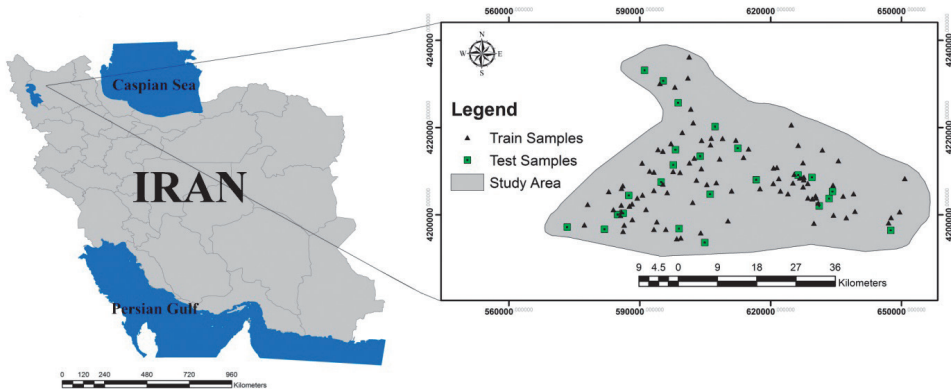 Caspian Sea
IRAN
Persian Gulf
0 120 240 480 720 960
Kilometers
560000 590000 620000 650000
4240000
4220000
4200000
N
W E
S
Legend
Train Samples
Test Samples
Study Area
9 4.5 0 9 18 27 36
Kilometers
4240000
4220000
4200000
560000 590000 620000 650000